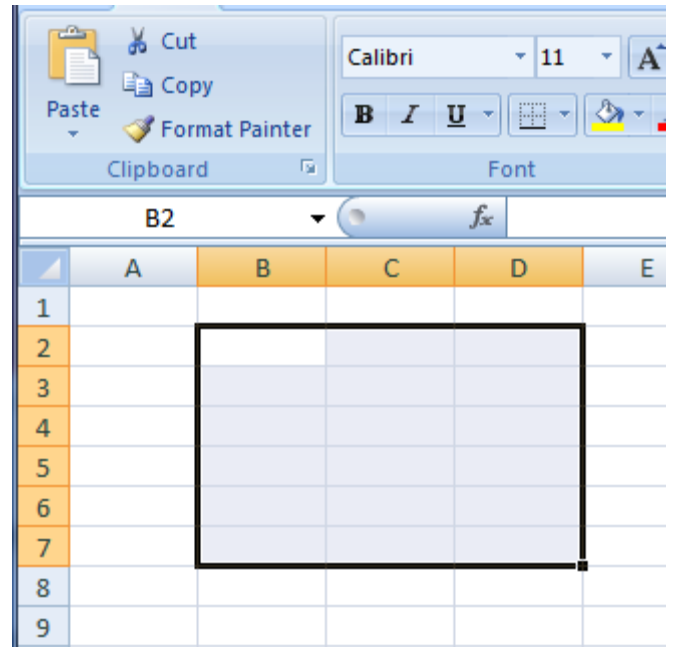 Cut
Copy
Paste
Format Painter
Clipboard
Calibri 11 A
B I U
Font
B2 fx
A B C D E
1
2
3
4
5
6
7
8
9